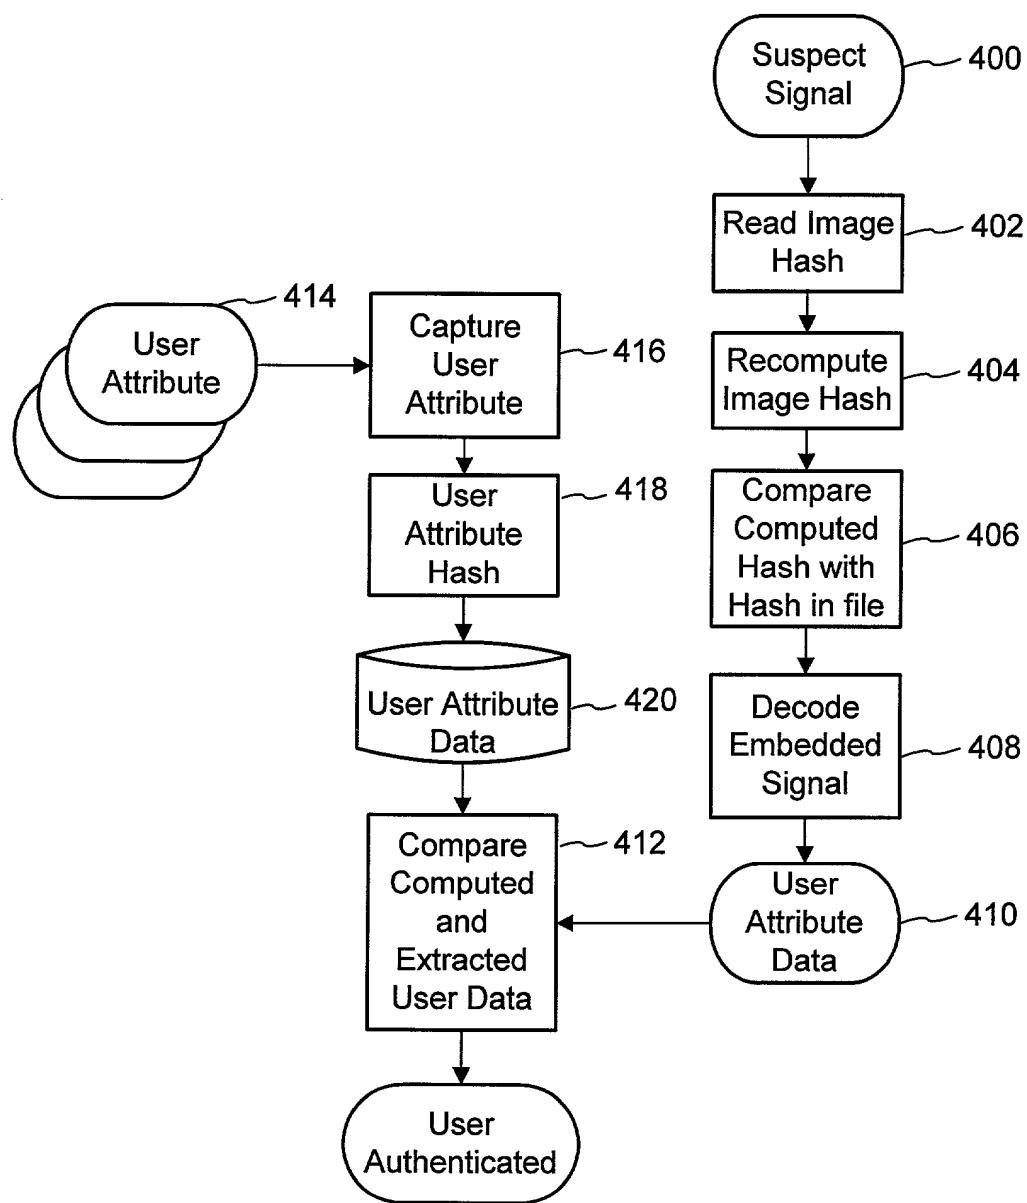 Suspect
Signal
400
Read Image
Hash
402
Recompute
Image Hash
404
Compare
Computed
Hash with
Hash in file
406
Decode
Embedded
Signal
408
User
Attribute
Data
410
User
Attribute
414
Capture
User
Attribute
416
User
Attribute
Hash
418
User Attribute
Data
420
Compare
Computed
and
Extracted
User Data
412
User
Authenticated